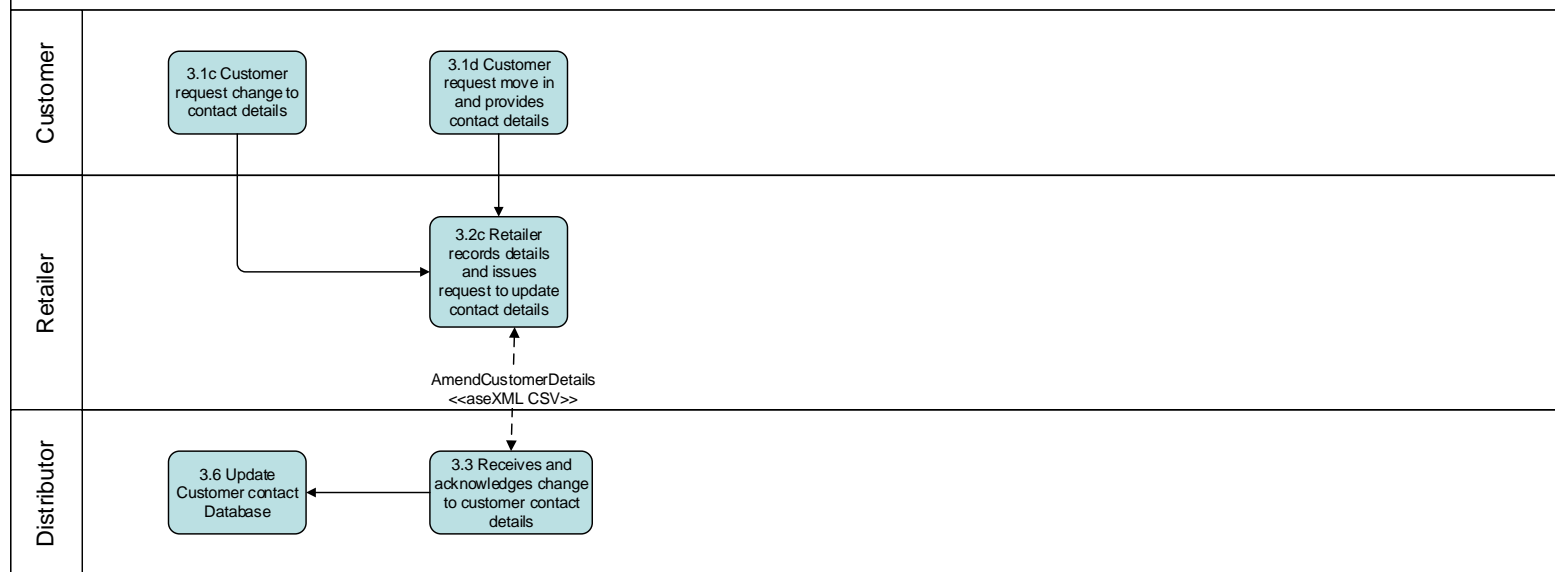 Customer
3.1c Customer
request change to
contact details
3.1d Customer
request move in
and provides
contact details
Retailer
3.2c Retailer
records details
and issues
request to update
contact details
AmendCustomerDetails
<<aseXML CSV>>
Distributor
3.6 Update
Customer contact
Database
3.3 Receives and
acknowledges change
to customer contact
details